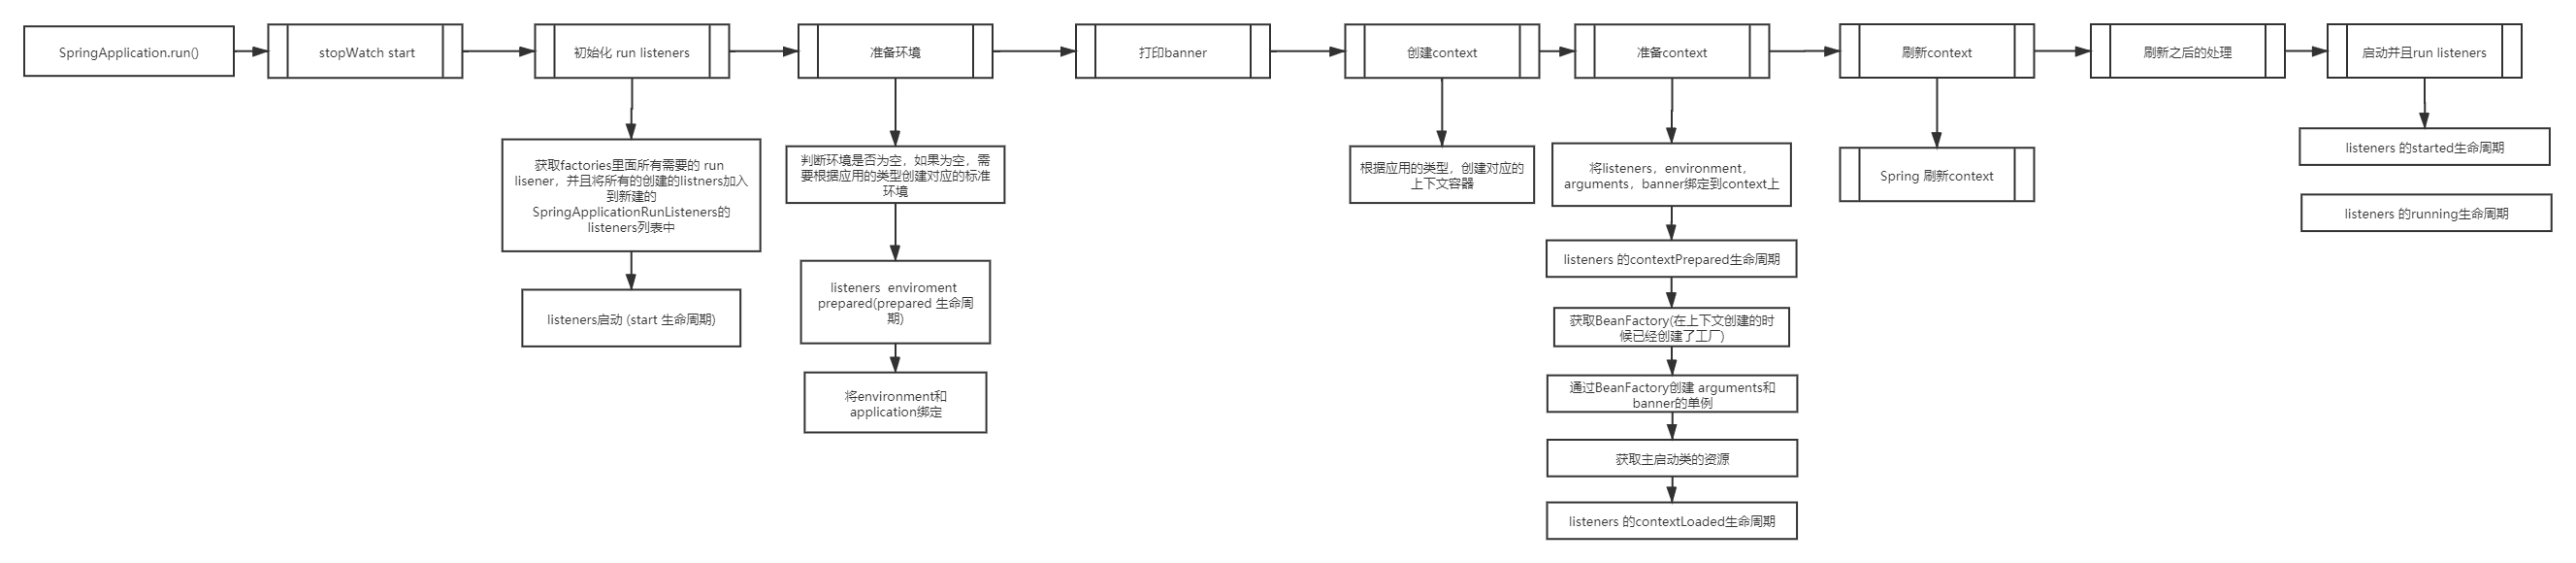 SpringApplication.run()
stopWatch start
初始化 run listeners
准备环境
打印banner
创建context
准备context
刷新context
刷新之后的处理
启动并且run listeners
获取factories里面所有需要的 run
lisener，并且将所有的创建的listners加入
到新建的
SpringApplicationRunListeners的
listeners列表中
listeners启动 (start 生命周期)
判断环境是否为空，如果为空，需
要根据应用的类型创建对应的标准
环境
listeners enviroment
prepared(prepared 生命周
期)
将environment和
application绑定
根据应用的类型，创建对应的
上下文容器
将listeners，environment，
arguments，banner绑定到context上
listeners 的contextPrepared生命周期
获取BeanFactory(在上下文创建的时
候已经创建了工厂)
通过BeanFactory创建 arguments和
banner的单例
获取主启动类的资源
listeners 的contextLoaded生命周期
Spring 刷新context
listeners 的started生命周期
listeners 的running生命周期